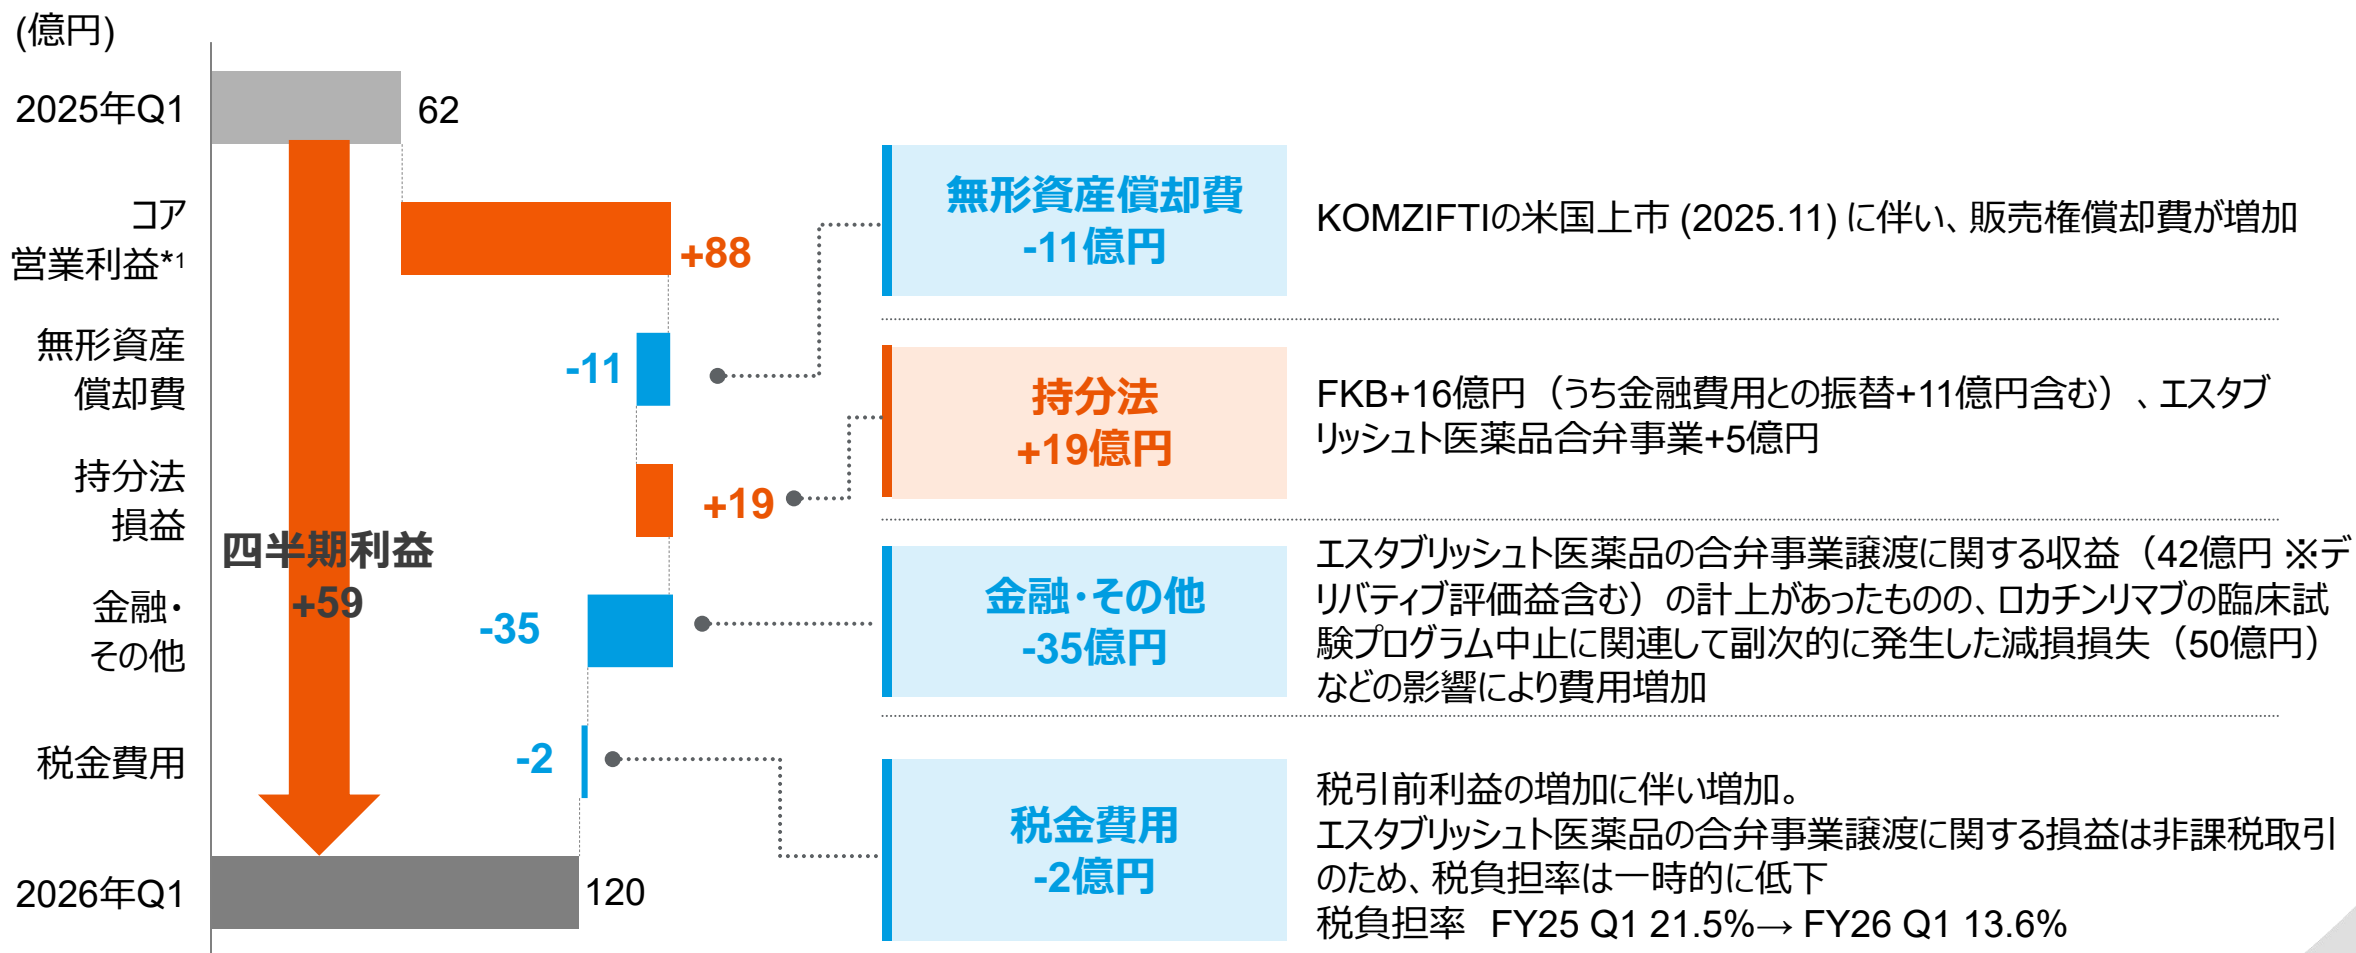 (億円)
2025年Q1
62
コア
営業利益*1
+88
無形資産
償却費
-11
持分法
損益
+19
四半期利益
+59
金融・
その他
-35
税金費用
-2
2026年Q1
120
無形資産償却費
-11億円
KOMZIFTIの米国上市 (2025.11) に伴い、販売権償却費が増加
持分法
+19億円
FKB+16億円（うち金融費用との振替+11億円含む）、エスタブ
リッシュト医薬品合弁事業+5億円
金融・その他
-35億円
エスタブリッシュト医薬品の合弁事業譲渡に関する収益（42億円 ※デ
リバティブ評価益含む）の計上があったものの、ロカチンリマブの臨床試
験プログラム中止に関連して副次的に発生した減損損失（50億円）
などの影響により費用増加
税金費用
-2億円
税引前利益の増加に伴い増加。
エスタブリッシュト医薬品の合弁事業譲渡に関する損益は非課税取引
のため、税負担率は一時的に低下
税負担率 FY25 Q1 21.5%→ FY26 Q1 13.6%